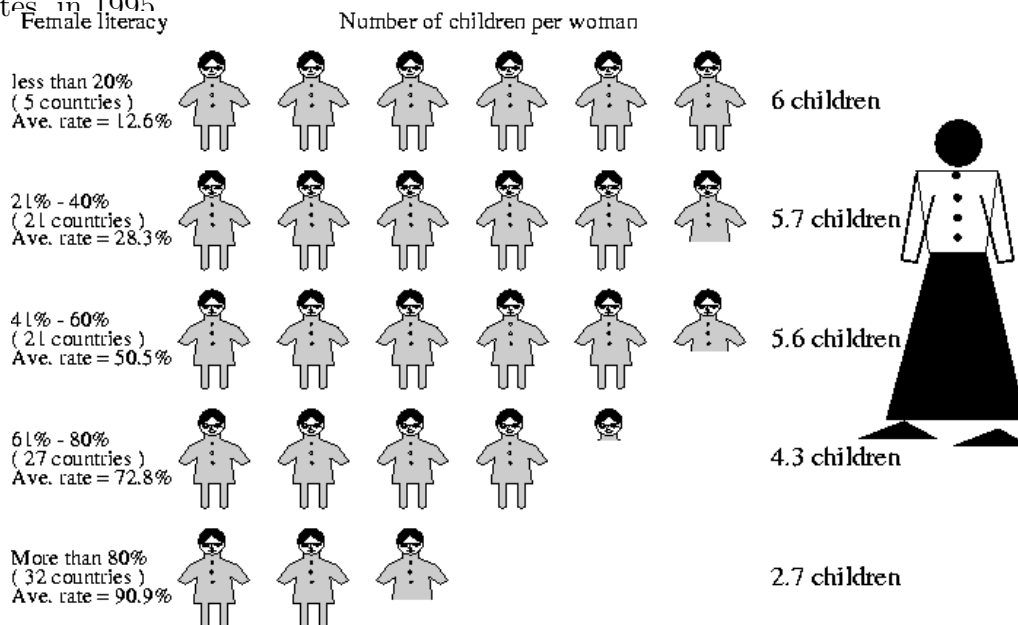 tes, in 1995
Female literacy
Number of children per woman
less than 20%
( 5 countries )
Ave. rate = 12.6%
6 children
21% - 40%
( 21 countries )
Ave. rate = 28.3%
5.7 children
41% - 60%
( 21 countries )
Ave. rate = 50.5%
5.6 children
61% - 80%
( 27 countries )
Ave. rate = 72.8%
4.3 children
More than 80%
( 32 countries )
Ave. rate = 90.9%
2.7 children